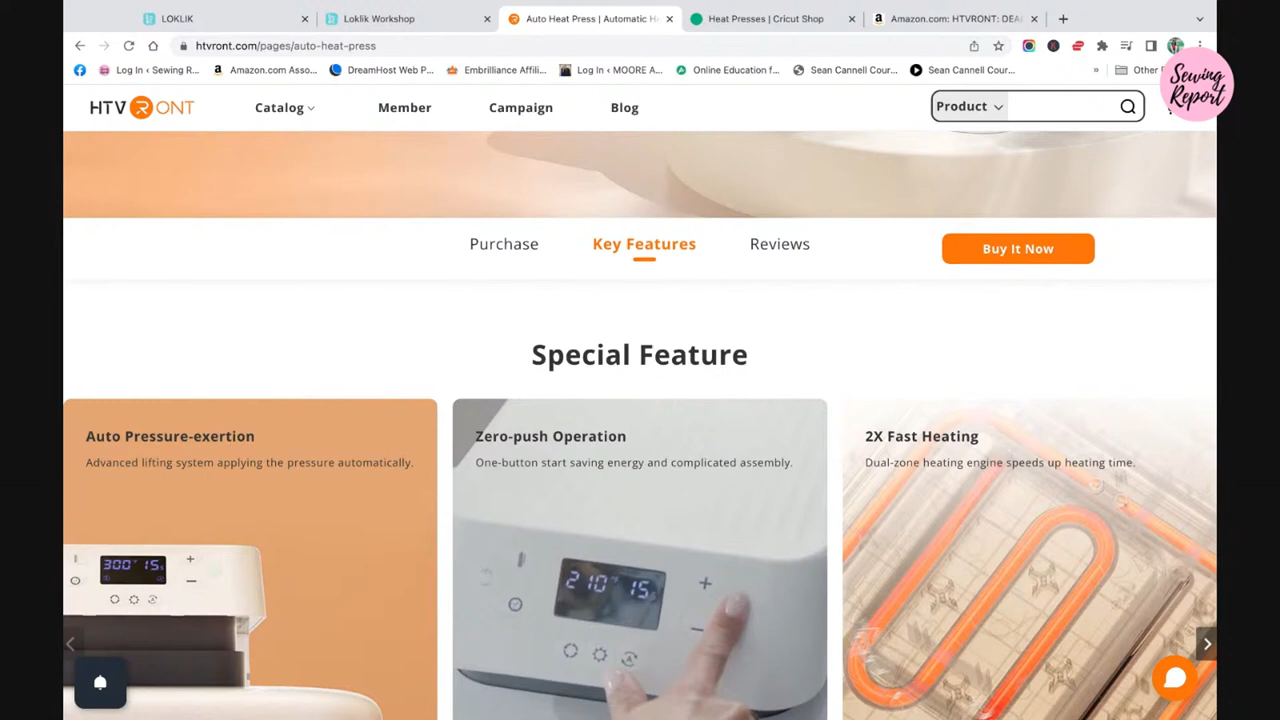 LOKLIK
Loklik Workshop
Auto Heat Press | Automatic He
Heat Presses | Cricut Shop
Amazon.com: HTVRONT: DEA
htvront.com/pages/auto-heat-press
Log In ‹ Sewing R...
Amazon.com Asso...
DreamHost Web P...
Embrilliance Affili...
Log In ‹ MOORE A...
Online Education f...
Sean Cannell Cour...
Sean Cannell Cour...
»
Other
Sewing
Report
HTVRONT
Catalog
Member
Campaign
Blog
Product
Purchase
Key Features
Reviews
Buy It Now
Special Feature
Auto Pressure-exertion
Advanced lifting system applying the pressure automatically.
Zero-push Operation
One-button start saving energy and complicated assembly.
2X Fast Heating
Dual-zone heating engine speeds up heating time.
300° 15s
210 15s